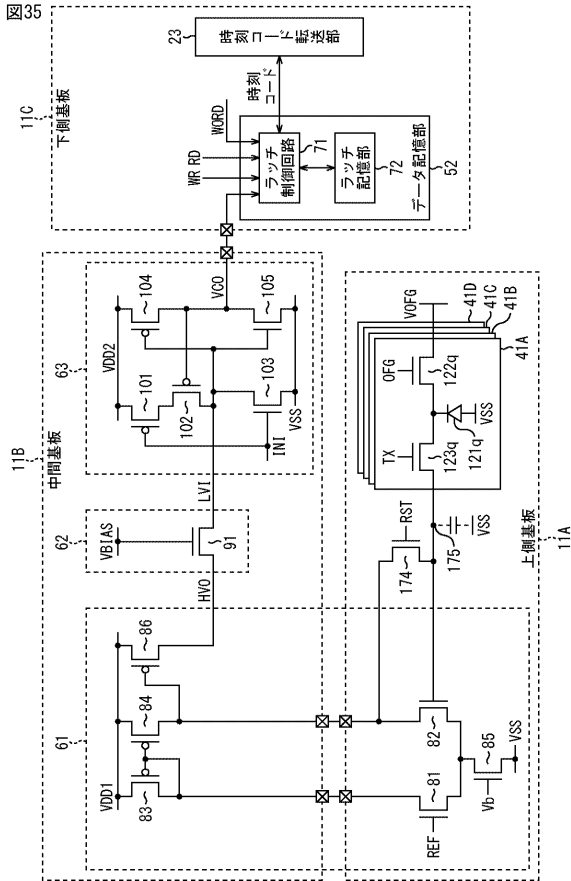 図35
11C
下側基板
23
時刻コード転送部
時刻
コード
WORD
WR RD
ラッチ
制御回路
71
ラッチ
記憶部
72
データ記憶部
52
11B
中間基板
63
VDD2
104
101
102
VCO
105
103
VSS
INI
LVI
62
VBIAS
91
HVO
61
VDD1
86
84
83
11A
上側基板
41D
41C
41B
41A
VOFG
OFG
122q
TX
123q
121q
VSS
RST
174
175
VSS
82
81
85
REF
Vb
VSS